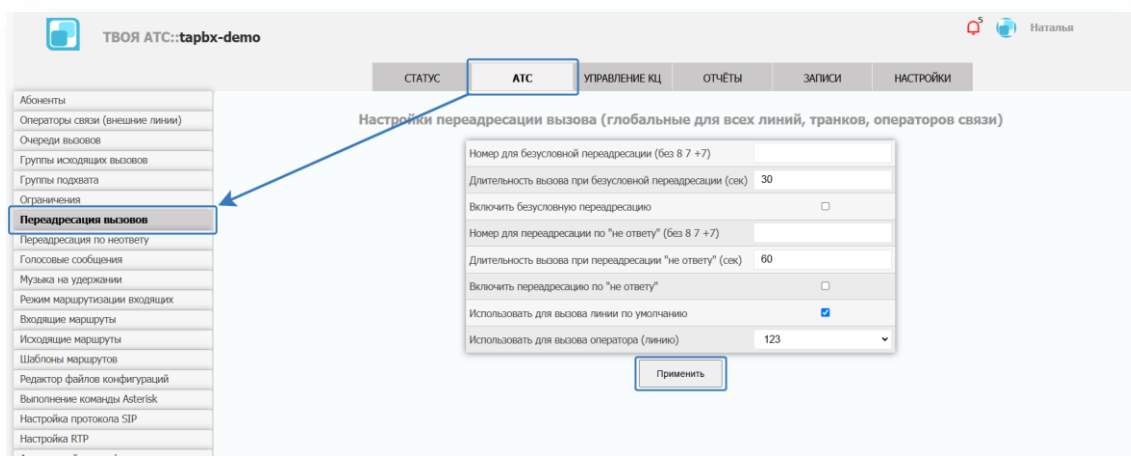 ТВОЯ АТС::tapbx-demo
5
Наталья
СТАТУС АТС УПРАВЛЕНИЕ КЦ ОТЧЁТЫ ЗАПИСИ НАСТРОЙКИ
Абоненты
Операторы связи (внешние линии)
Очереди вызовов
Группы исходящих вызовов
Группы подхвата
Ограничения
Переадресация вызовов
Переадресация по неответу
Голосовые сообщения
Музыка на удержании
Режим маршрутизации входящих
Входящие маршруты
Исходящие маршруты
Шаблоны маршрутов
Редактор файлов конфигураций
Выполнение команды Asterisk
Настройка протокола SIP
Настройка RTP
Настройки переадресации вызова (глобальные для всех линий, транков, операторов связи)
Номер для безусловной переадресации (без 8 7 +7)
Длительность вызова при безусловной переадресации (сек) 30
Включить безусловную переадресацию
Номер для переадресации по "не ответу" (без 8 7 +7)
Длительность вызова при переадресации "не ответу" (сек) 60
Включить переадресацию по "не ответу"
Использовать для вызова линии по умолчанию
Использовать для вызова оператора (линию) 123
Применить